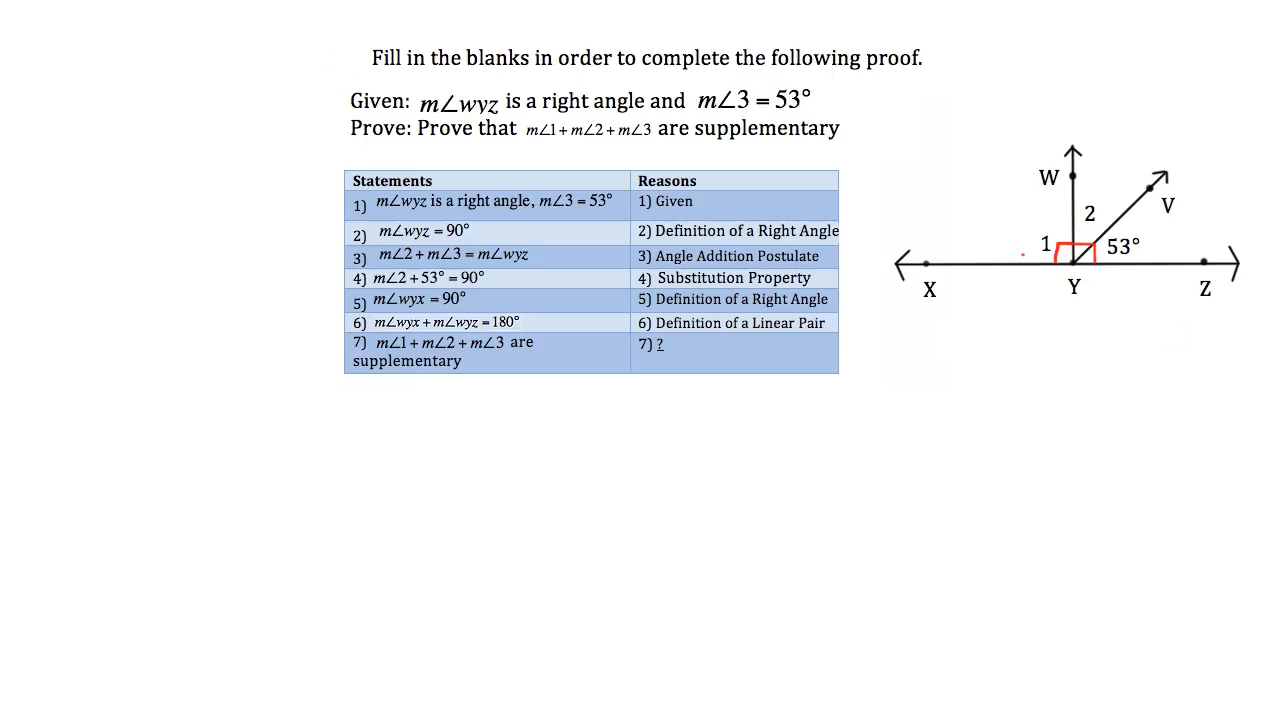 Fill in the blanks in order to complete the following proof.
Given: m∠wyz is a right angle and m∠3 = 53°
Prove: Prove that m∠1 + m∠2 + m∠3 are supplementary
Statements Reasons
1) m∠wyz is a right angle, m∠3 = 53° 1) Given
2) m∠wyz = 90° 2) Definition of a Right Angle
3) m∠2 + m∠3 = m∠wyz 3) Angle Addition Postulate
4) m∠2 + 53° = 90° 4) Substitution Property
5) m∠wyx = 90° 5) Definition of a Right Angle
6) m∠wyx + m∠wyz = 180° 6) Definition of a Linear Pair
7) m∠1 + m∠2 + m∠3 are 7) ?
supplementary
W
V
2
1
53°
X
Y
Z